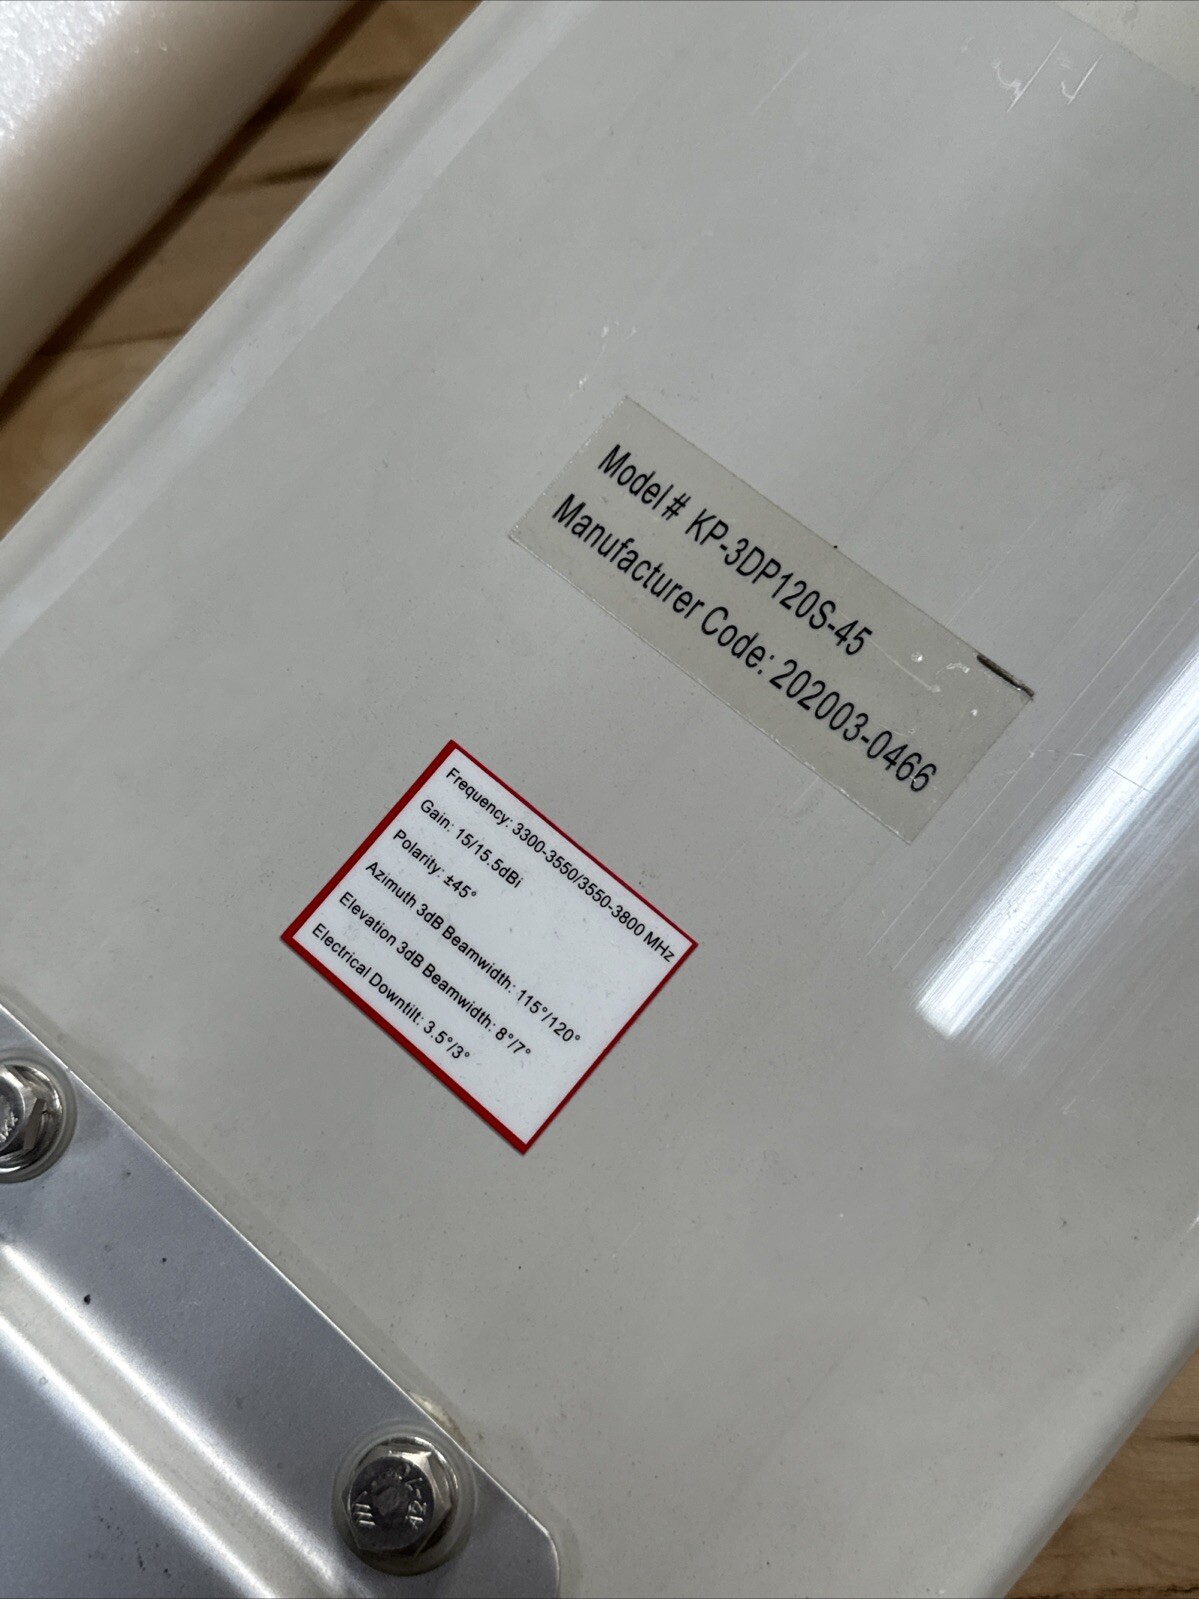 Model # KP-3DP120S-45
Manufacturer Code: 202003-0466
Frequency: 3300-3550/3550-3800 MHz
Gain: 15/15.5dBi
Polarity: ±45°
Azimuth 3dB Beamwidth: 115°/120°
Elevation 3dB Beamwidth: 8°/7°
Electrical Downtilt: 3.5°/3°